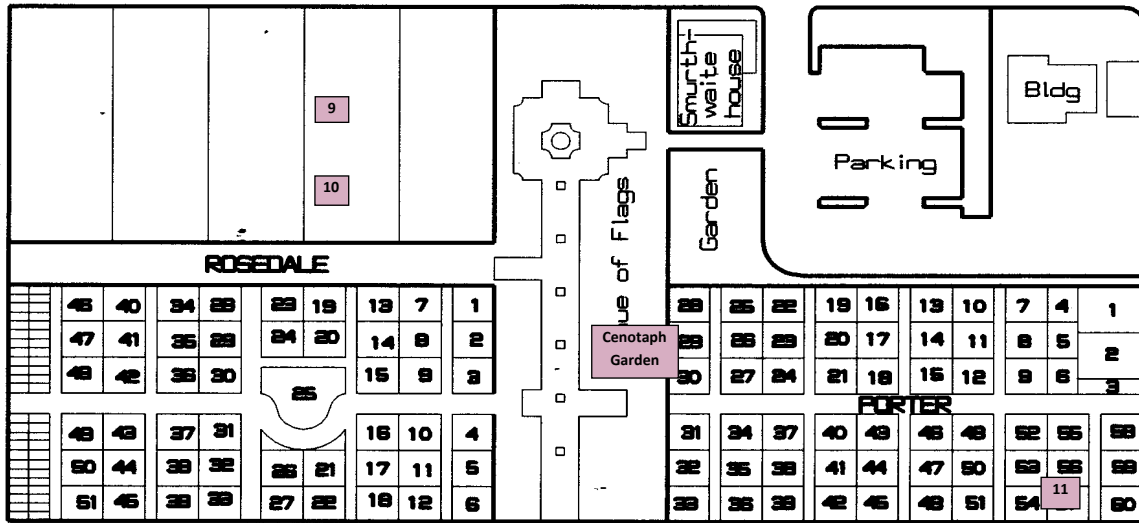 9
10
Smurth-
waite
house
Bldg
Parking
Garden
of Flags
ROSEDALE
46 40 34 28 23 19 13 7 1
47 41 35 29 24 20 14 8 2
48 42 36 30 15 9 3
25
49 43 37 31 16 10 4
50 44 38 32 26 21 17 11 5
51 45 39 33 27 22 18 12 6
Cenotaph
Garden
28 25 22 19 16 13 10 7 4 1
29 26 23 20 17 14 11 8 5 2
30 27 24 21 18 15 12 9 6 3
PORTER
31 34 37 40 43 46 49 52 55 58
32 35 38 41 44 47 50 53 56 59
33 36 39 42 45 48 51 54 60
11